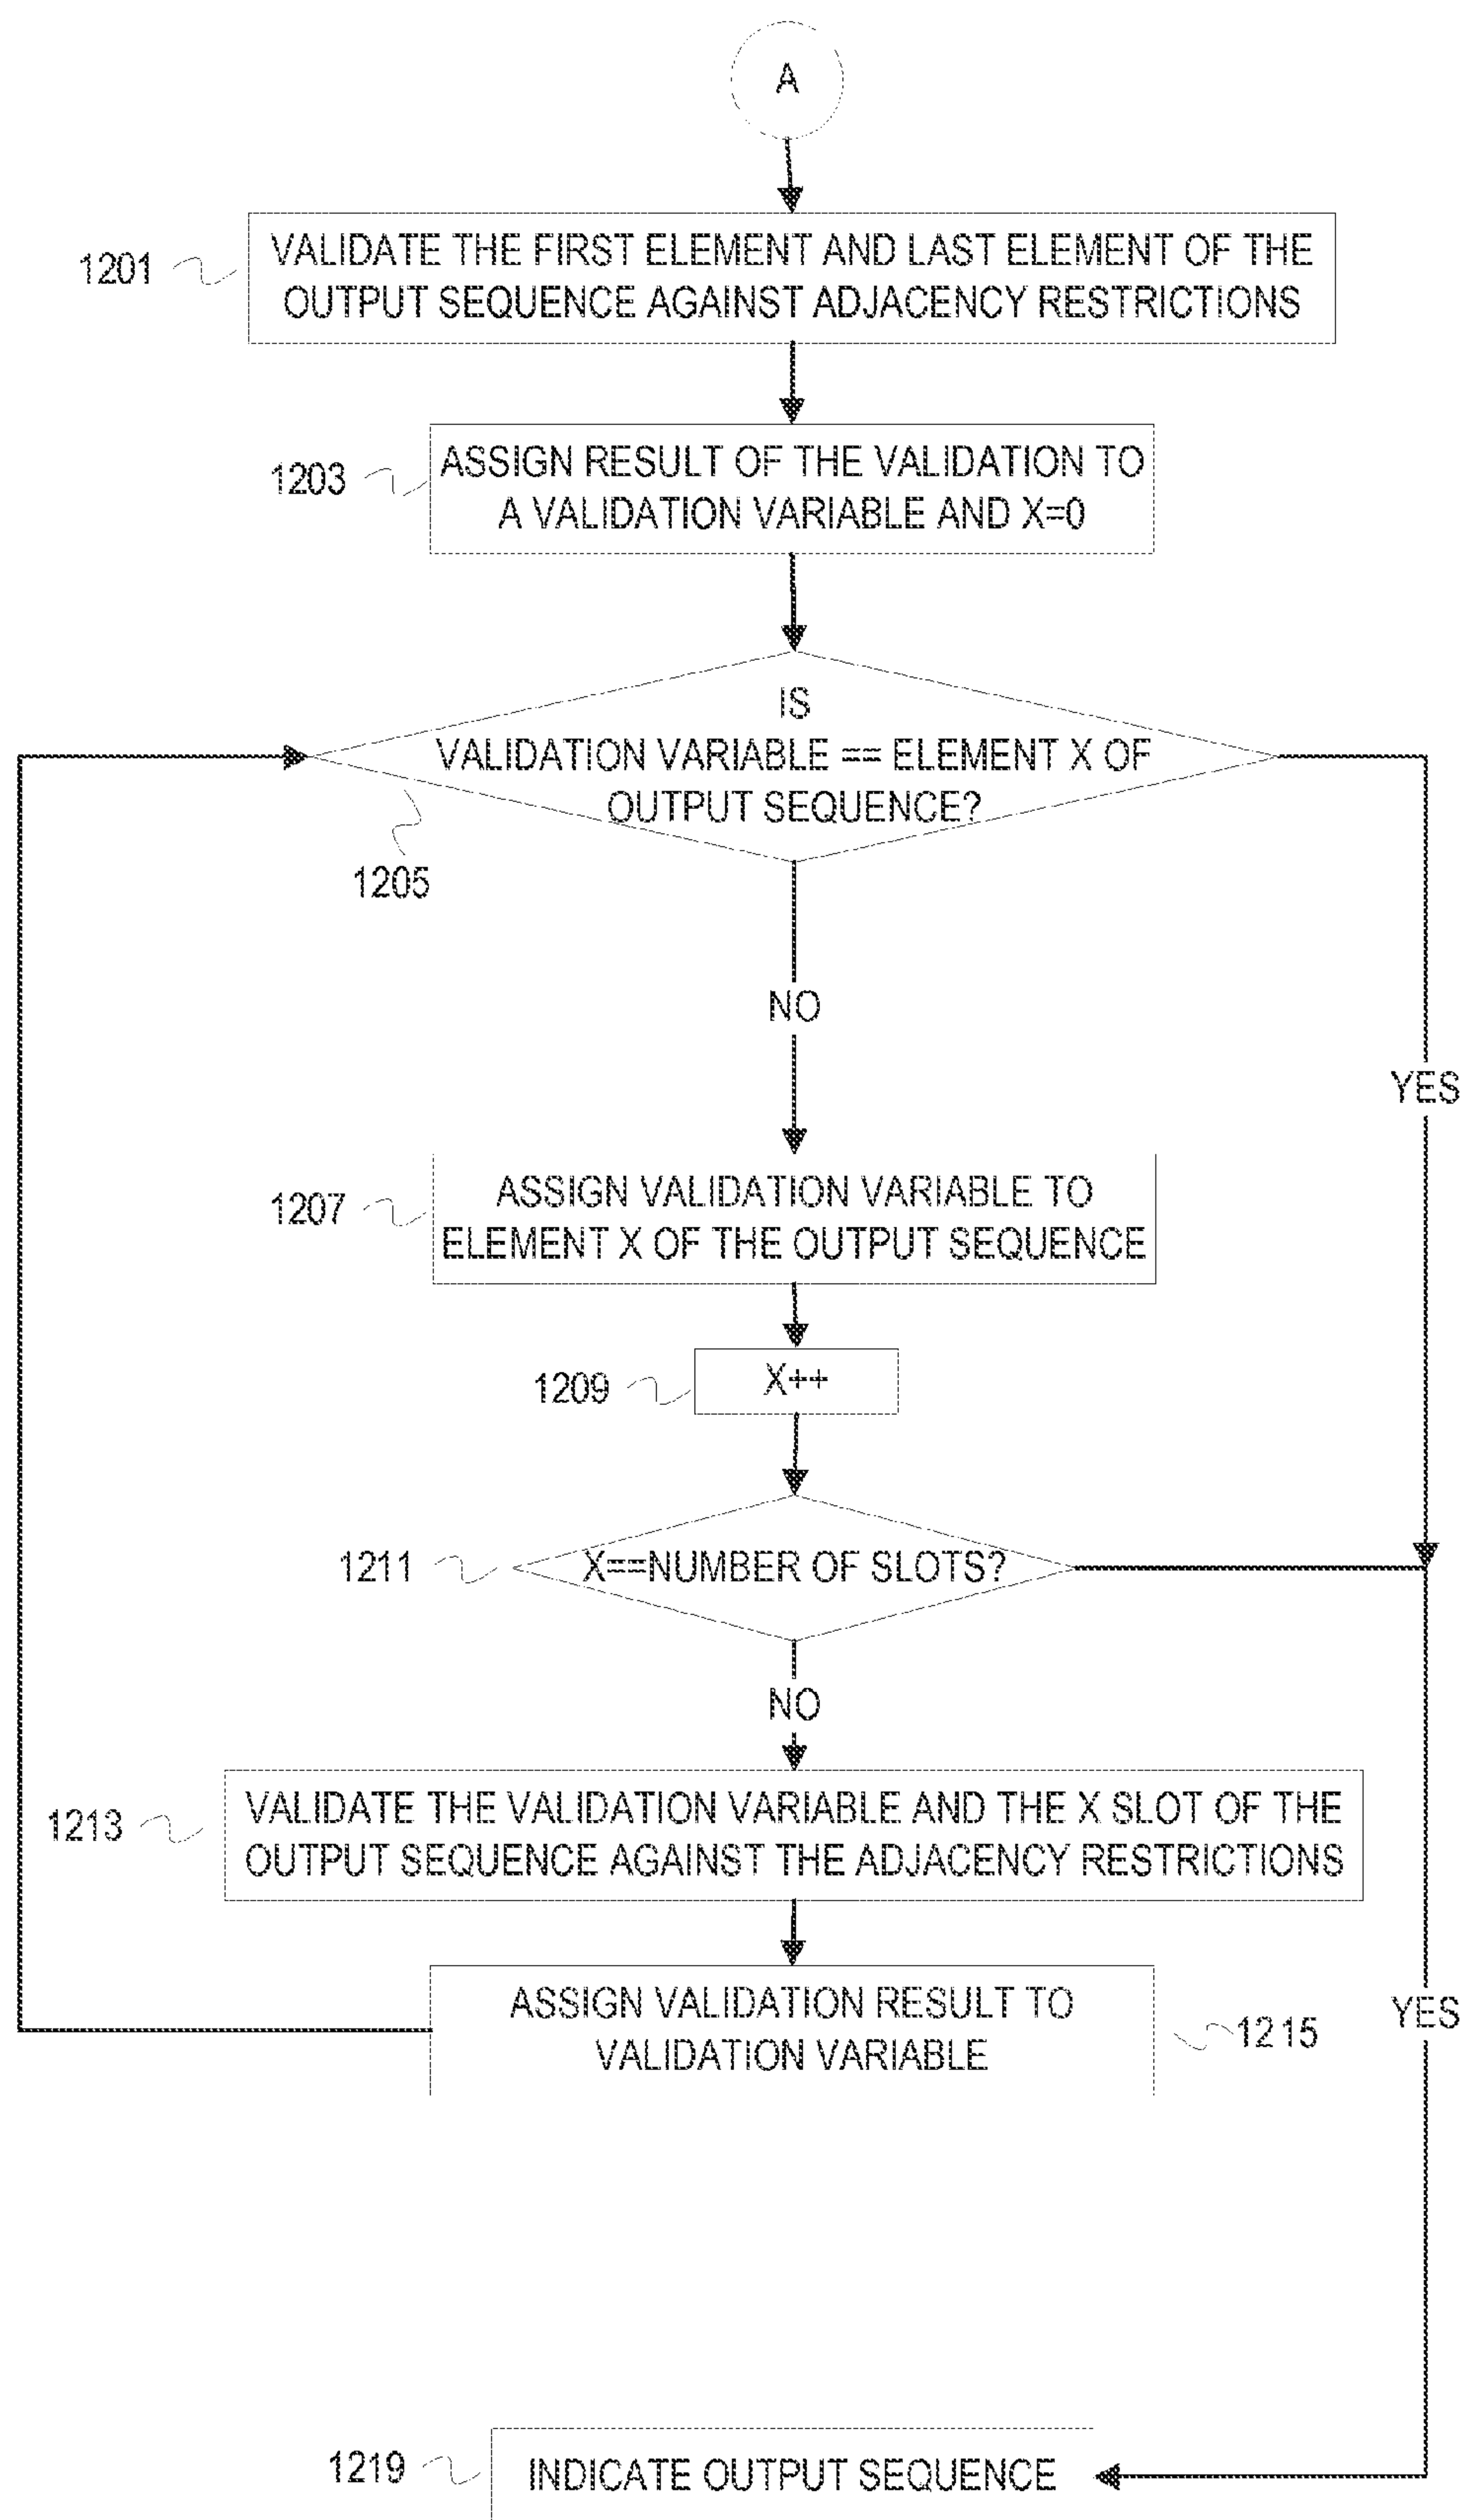 A
1201
VALIDATE THE FIRST ELEMENT AND LAST ELEMENT OF THE
OUTPUT SEQUENCE AGAINST ADJACENCY RESTRICTIONS
1203
ASSIGN RESULT OF THE VALIDATION TO
A VALIDATION VARIABLE AND X=0
IS
VALIDATION VARIABLE == ELEMENT X OF
OUTPUT SEQUENCE?
1205
NO
YES
1207
ASSIGN VALIDATION VARIABLE TO
ELEMENT X OF THE OUTPUT SEQUENCE
1209
X++
1211
X==NUMBER OF SLOTS?
NO
1213
VALIDATE THE VALIDATION VARIABLE AND THE X SLOT OF THE
OUTPUT SEQUENCE AGAINST THE ADJACENCY RESTRICTIONS
ASSIGN VALIDATION RESULT TO
VALIDATION VARIABLE
1215
YES
1219
INDICATE OUTPUT SEQUENCE